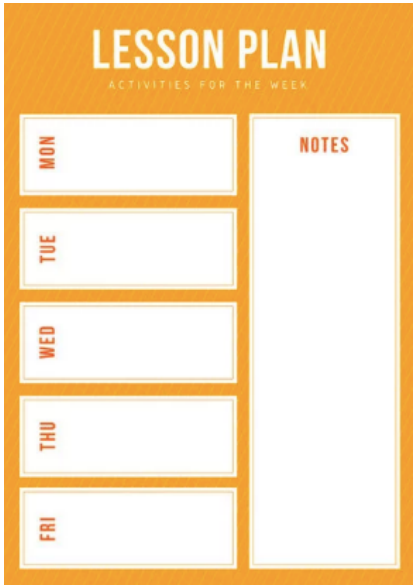 LESSON PLAN
ACTIVITIES FOR THE WEEK
MON
TUE
WED
THU
FRI
NOTES